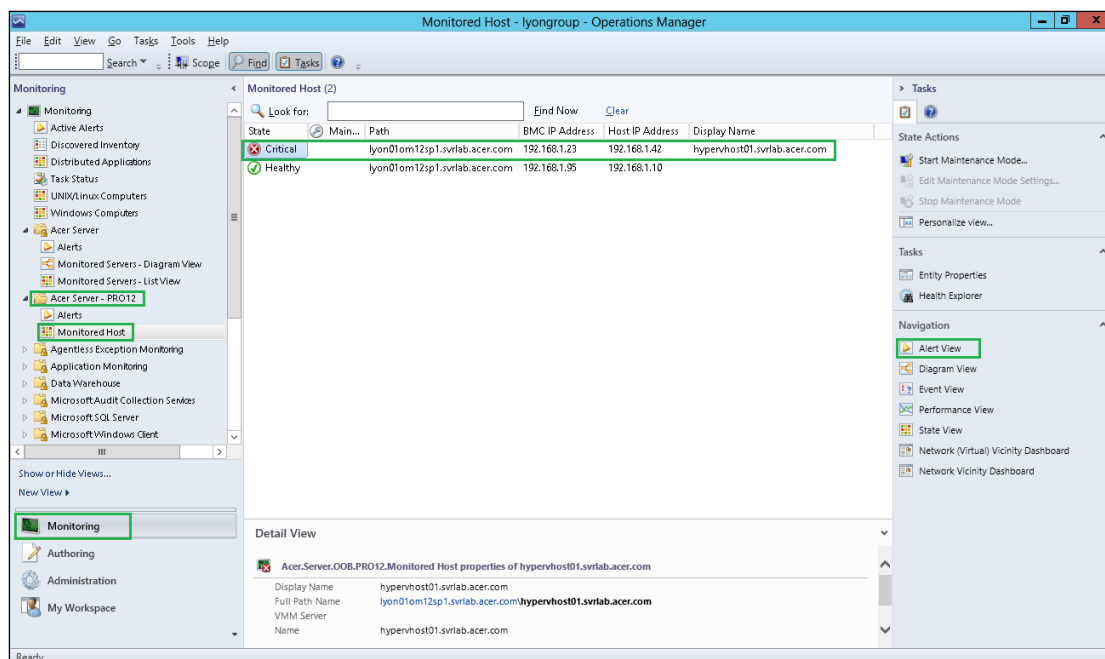 Monitored Host - lyongroup - Operations Manager
File Edit View Go Tasks Tools Help
Search Scope Find Tasks
Monitoring
Monitoring
Active Alerts
Discovered Inventory
Distributed Applications
Task Status
UNIX/Linux Computers
Windows Computers
Acer Server
Alerts
Monitored Servers - Diagram View
Monitored Servers - List View
Acer Server - PRO12
Alerts
Monitored Host
Agentless Exception Monitoring
Application Monitoring
Data Warehouse
Microsoft Audit Collection Services
Microsoft SQL Server
Microsoft Windows Client
Show or Hide Views...
New View
Monitoring
Authoring
Administration
My Workspace
Monitored Host (2)
Look for: Find Now Clear
State Main... Path BMC IP Address Host IP Address Display Name
Critical lyon01om12sp1.svrlab.acer.com 192.168.1.23 192.168.1.42 hypervhost01.svrlab.acer.com
Healthy lyon01om12sp1.svrlab.acer.com 192.168.1.95 192.168.1.10
Detail View
Acer.Server.OOB.PRO12.Monitored Host properties of hypervhost01.svrlab.acer.com
Display Name hypervhost01.svrlab.acer.com
Full Path Name lyon01om12sp1.svrlab.acer.com\hypervhost01.svrlab.acer.com
VMM Server
Name hypervhost01.svrlab.acer.com
Tasks
State Actions
Start Maintenance Mode...
Edit Maintenance Mode Settings...
Stop Maintenance Mode
Personalize view...
Tasks
Entity Properties
Health Explorer
Navigation
Alert View
Diagram View
Event View
Performance View
State View
Network (Virtual) Vicinity Dashboard
Network Vicinity Dashboard
Ready